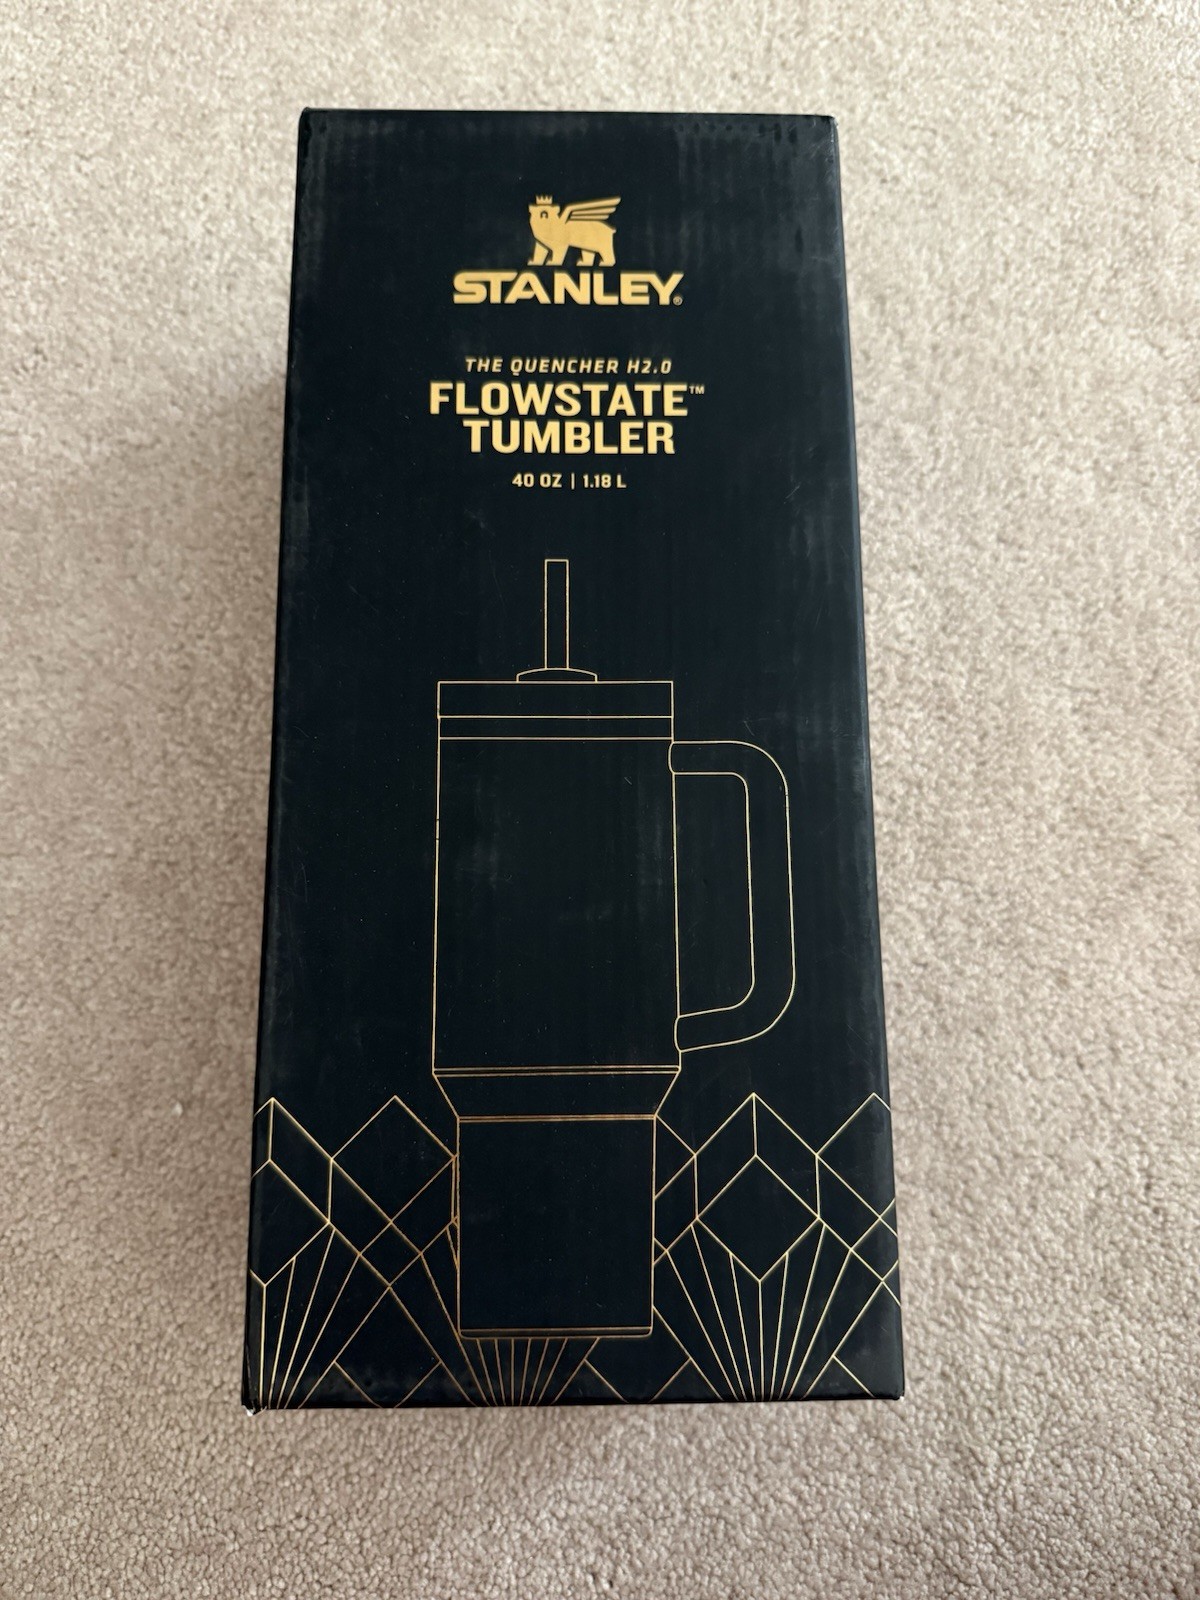 STANLEY®
THE QUENCHER H2.0
FLOWSTATE™
TUMBLER
40 OZ | 1.18 L